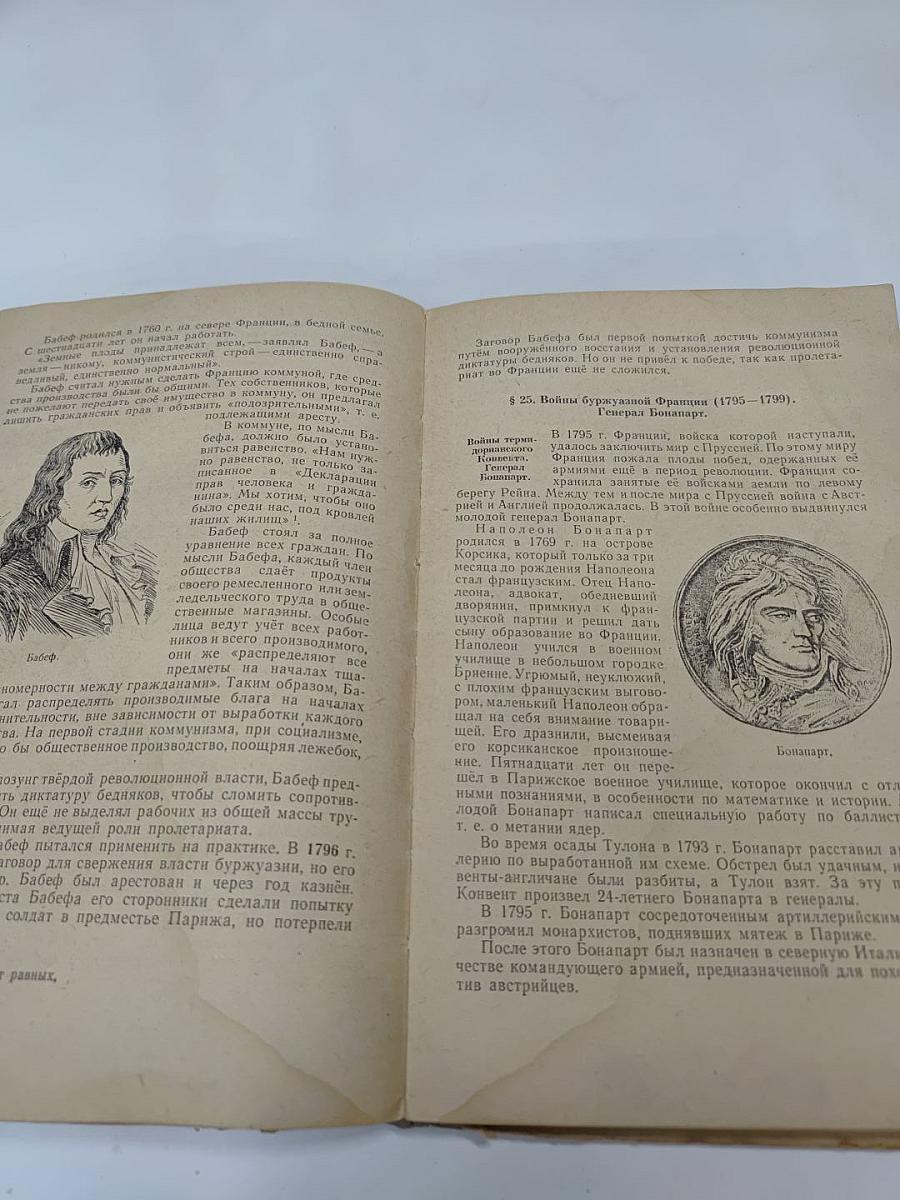 Бабеф родился в 1760 г. на севере Франции, в бедной семье.
С шестнадцати лет он начал работать.
«Земные плоды принадлежат всем, — заявлял Бабеф, — а
земля — никому, коммунистический строй — единственно спра-
ведливый, единственно нормальный».
Бабеф считал нужным сделать Францию коммуной, где сред-
ства производства были бы общими. Тех собственников, которые
не пожелают передать своё имущество в коммуну, он предлагал
лишить гражданских прав и объявить «подозрительными», т. е.
подлежащими аресту.
В коммуне, по мысли Ба-
бефа, должно было устано-
виться равенство. «Нам нуж-
но равенство, не только за-
писанное в «Декларации
прав человека и гражда-
нина». Мы хотим, чтобы оно
было среди нас, под кровлей
наших жилищ» ¹.
Бабеф стоял за полное
уравнение всех граждан. По
мысли Бабефа, каждый член
общества сдаёт продукты
своего ремесленного или зем-
ледельческого труда в обще-
ственные магазины. Особые
лица ведут учёт всех работ-
ников и всего производимого,
они же «распределяют все
предметы на началах тща-
Бабеф.
номерности между гражданами». Таким образом, Ба-
гал распределять производимые блага на началах
нительности, вне зависимости от выработки каждого
тва. На первой стадии коммунизма, при социализме,
о бы общественное производство, поощряя лежебок,
лозунг твёрдой революционной власти, Бабеф пред-
ить диктатуру бедняков, чтобы сломить сопротив-
Он ещё не выделял рабочих из общей массы тру-
нимая ведущей роли пролетариата.
абеф пытался применить на практике. В 1796 г.
аговор для свержения власти буржуазии, но его
р. Бабеф был арестован и через год казнён.
ста Бабефа его сторонники сделали попытку
солдат в предместье Парижа, но потерпели
т равных.
Заговор Бабефа был первой попыткой достичь коммунизма
путём вооружённого восстания и установления революционной
диктатуры бедняков. Но он не привёл к победе, так как пролета-
риат во Франции ещё не сложился.
§ 25. Войны буржуазной Франции (1795—1799).
Генерал Бонапарт.
Войны терми-
дорианского
Конвента.
Генерал
Бонапарт.
В 1795 г. Франции, войска которой наступали,
удалось заключить мир с Пруссией. По этому миру
Франция пожала плоды побед, одержанных её
армиями ещё в период революции. Франция со-
хранила занятые её войсками земли по левому
берегу Рейна. Между тем и после мира с Пруссией война с Авст-
рией и Англией продолжалась. В этой войне особенно выдвинулся
молодой генерал Бонапарт.
Наполеон Бонапарт
родился в 1769 г. на острове
Корсика, который только за три
месяца до рождения Наполеона
стал французским. Отец Напо-
леона, адвокат, обедневший
дворянин, примкнул к фран-
цузской партии и решил дать
сыну образование во Франции.
Наполеон учился в военном
училище в небольшом городке
Бриенне. Угрюмый, неуклюжий,
с плохим французским выгово-
ром, маленький Наполеон обра-
щал на себя внимание товари-
щей. Его дразнили, высмеивая
его корсиканское произноше-
ние. Пятнадцати лет он пере-
Бонапарт.
шёл в Парижское военное училище, которое окончил с отл
ными познаниями, в особенности по математике и истории.
лодой Бонапарт написал специальную работу по баллист
т. е. о метании ядер.
Во время осады Тулона в 1793 г. Бонапарт расставил а
лерию по выработанной им схеме. Обстрел был удачным,
венты-англичане были разбиты, а Тулон взят. За эту п
Конвент произвел 24-летнего Бонапарта в генералы.
В 1795 г. Бонапарт сосредоточенным артиллерийским
разгромил монархистов, поднявших мятеж в Париже.
После этого Бонапарт был назначен в северную Итали
честве командующего армией, предназначенной для похо
тив австрийцев.